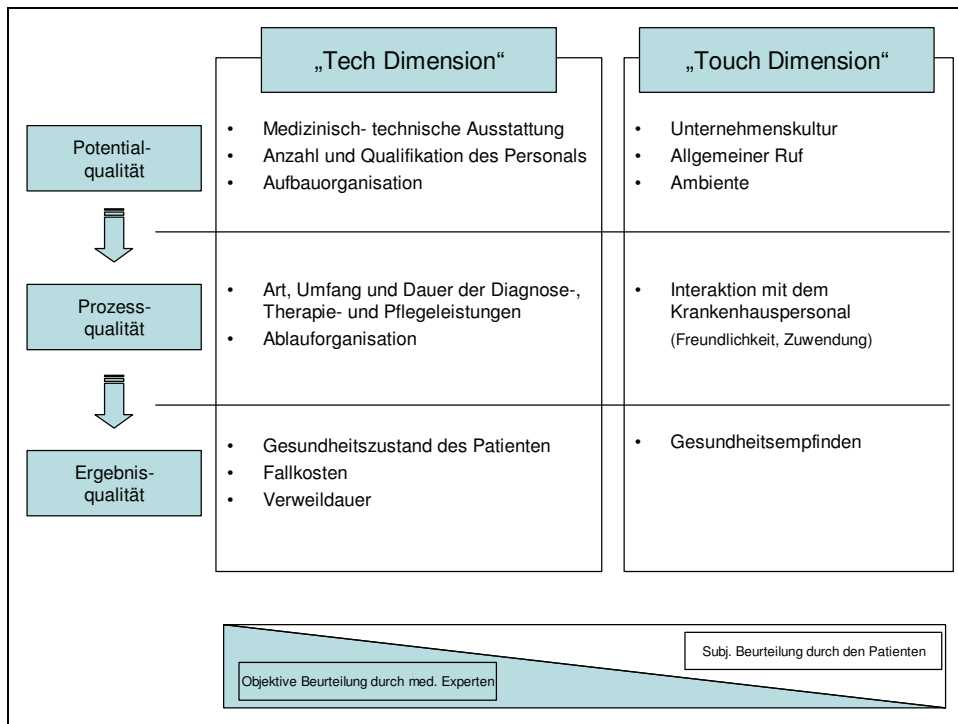 „Tech Dimension“
„Touch Dimension“
Potential-
qualität
• Medizinisch- technische Ausstattung
• Anzahl und Qualifikation des Personals
• Aufbauorganisation
• Unternehmenskultur
• Allgemeiner Ruf
• Ambiente
Prozess-
qualität
• Art, Umfang und Dauer der Diagnose-,
Therapie- und Pflegeleistungen
• Ablauforganisation
• Interaktion mit dem
Krankenhauspersonal
(Freundlichkeit, Zuwendung)
Ergebnis-
qualität
• Gesundheitszustand des Patienten
• Fallkosten
• Verweildauer
• Gesundheitsempfinden
Subj. Beurteilung durch den Patienten
Objektive Beurteilung durch med. Experten